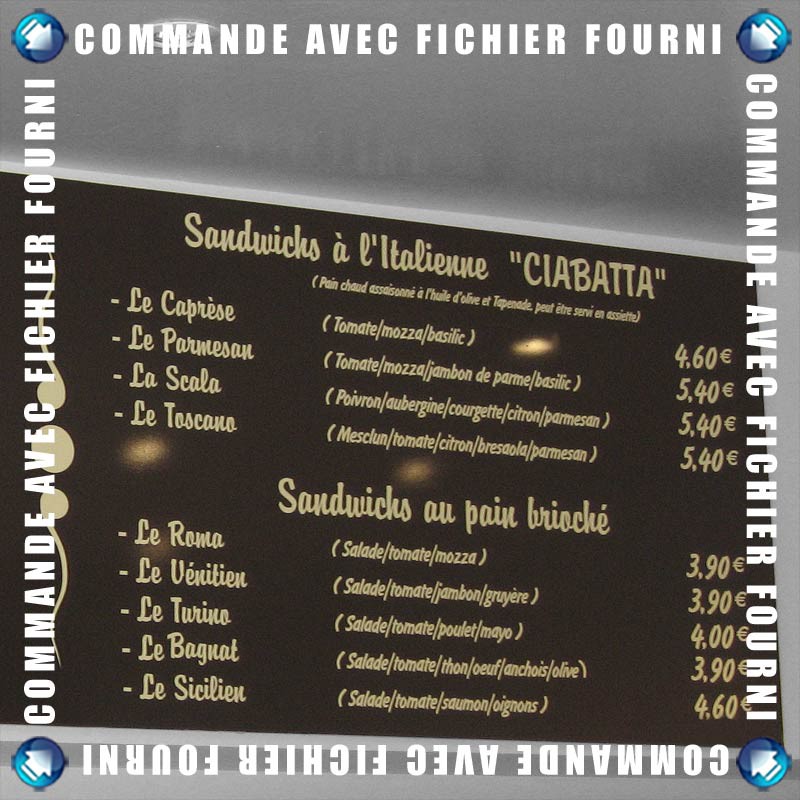 COMMANDE AVEC FICHIER FOURNI
COMMANDE AVEC FICHIER FOURNI
COMMANDE AVEC FICHIER FOURNI
Sandwichs à l'Italienne "CIABATTA"
( Pain chaud assaisonné à l'huile d'olive et Tapenade, peut être servi en assiette)
- Le Caprèse ( Tomate/mozza/basilic ) 4.60€
- Le Parmesan ( Tomate/mozza/jambon de parme/basilic ) 5,40€
- La Scala ( Poivron/aubergine/courgette/citron/parmesan ) 5,40€
- Le Toscano ( Mesclun/tomate/citron/bresaola/parmesan ) 5,40€
Sandwichs au pain brioché
- Le Roma ( Salade/tomate/mozza ) 3,90€
- Le Vénitien ( Salade/tomate/jambon/gruyère ) 3,90€
- Le Turino ( Salade/tomate/poulet/mayo ) 4,00€
- Le Bagnat ( Salade/tomate/thon/oeuf/anchois/olive) 3,90€
- Le Sicilien ( Salade/tomate/saumon/oignons ) 4,60€
COMMANDE AVEC FICHIER FOURNI